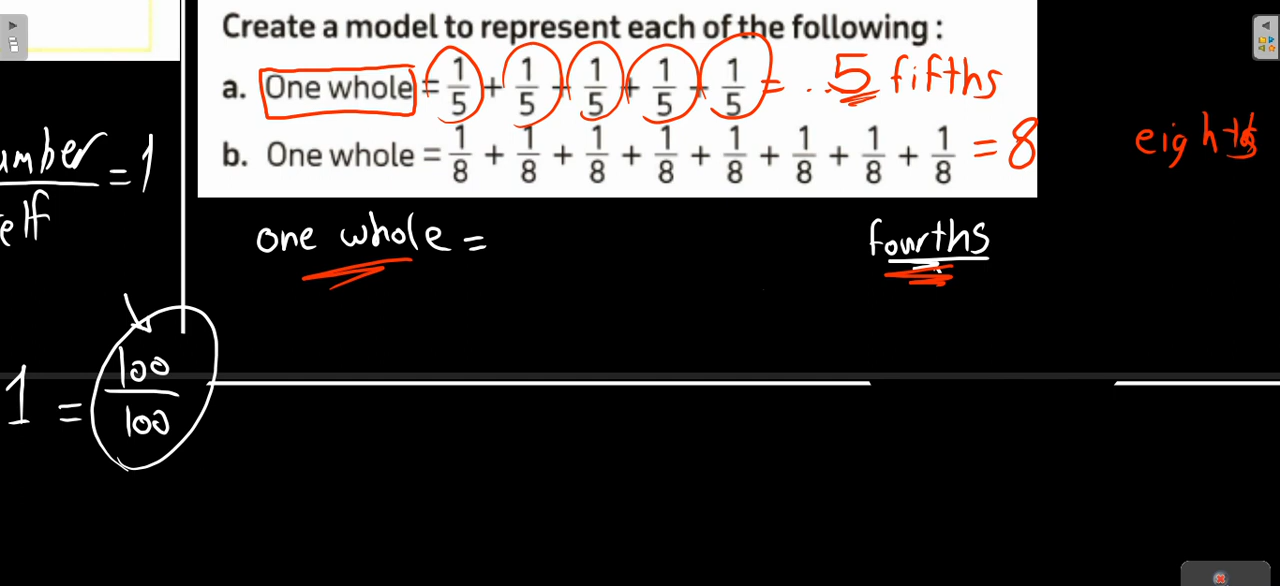 Create a model to represent each of the following :
a. One whole = 1/5 + 1/5 + 1/5 + 1/5 + 1/5 = ..5 fifths
b. One whole = 1/8 + 1/8 + 1/8 + 1/8 + 1/8 + 1/8 + 1/8 + 1/8 = 8 eighths
umber/elf = 1
one whole = fourths
1 = 100/100